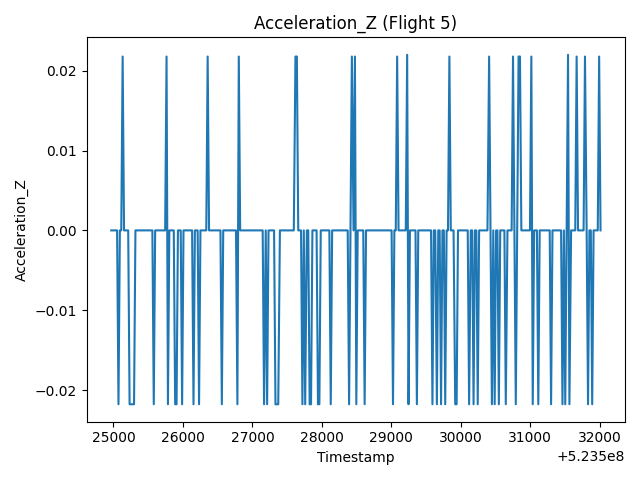 Acceleration_Z (Flight 5)
Acceleration_Z
0.02
0.01
0.00
−0.01
−0.02
25000 26000 27000 28000 29000 30000 31000 32000
Timestamp
+5.235e8